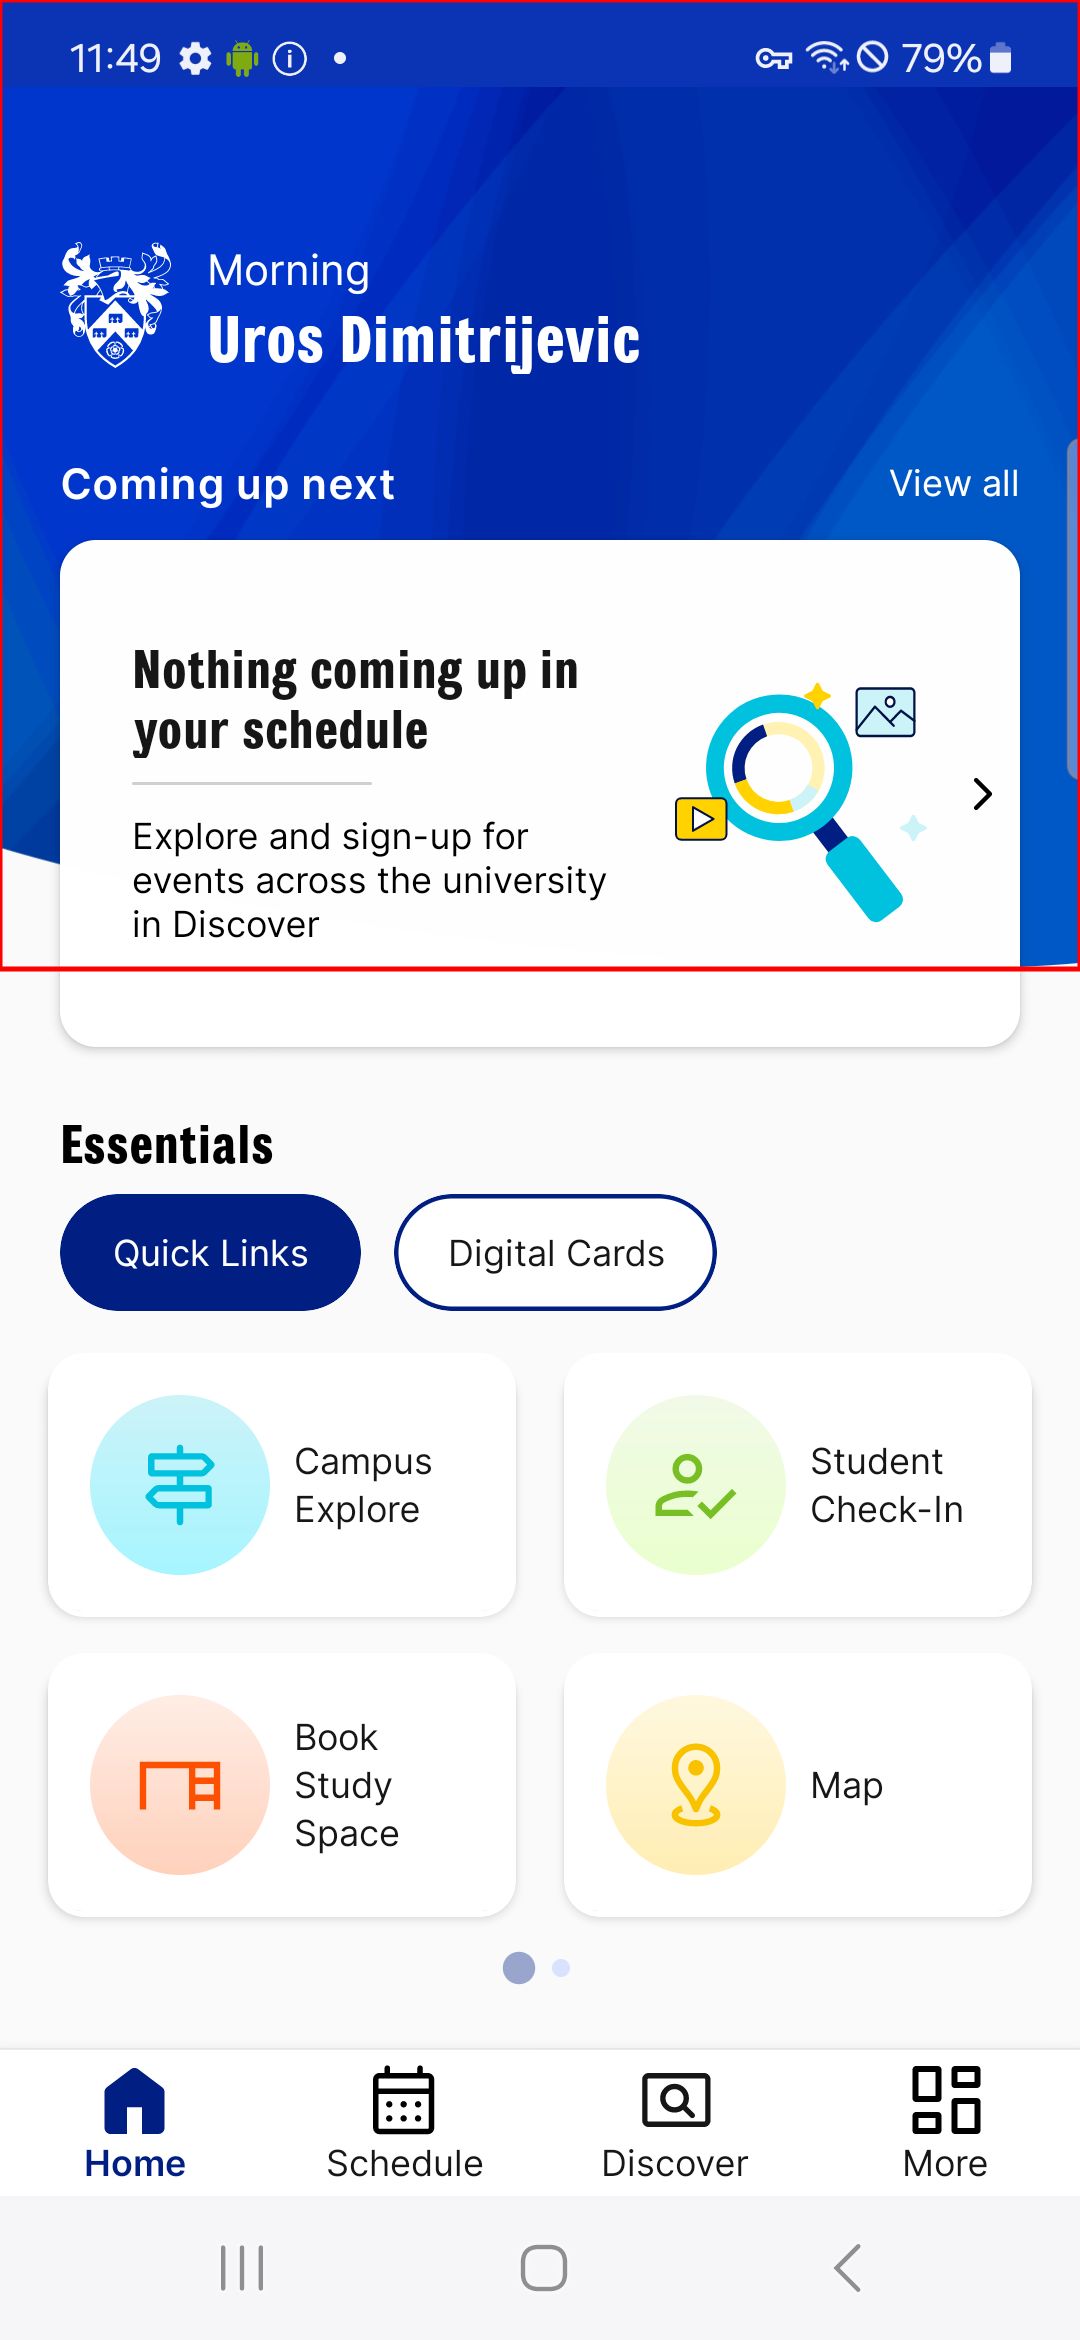 11:49
79%
Morning
Uros Dimitrijevic
Coming up next
View all
Nothing coming up in
your schedule
Explore and sign-up for
events across the university
in Discover
Essentials
Quick Links
Digital Cards
Campus
Explore
Student
Check-In
Book
Study
Space
Map
Home
Schedule
Discover
More